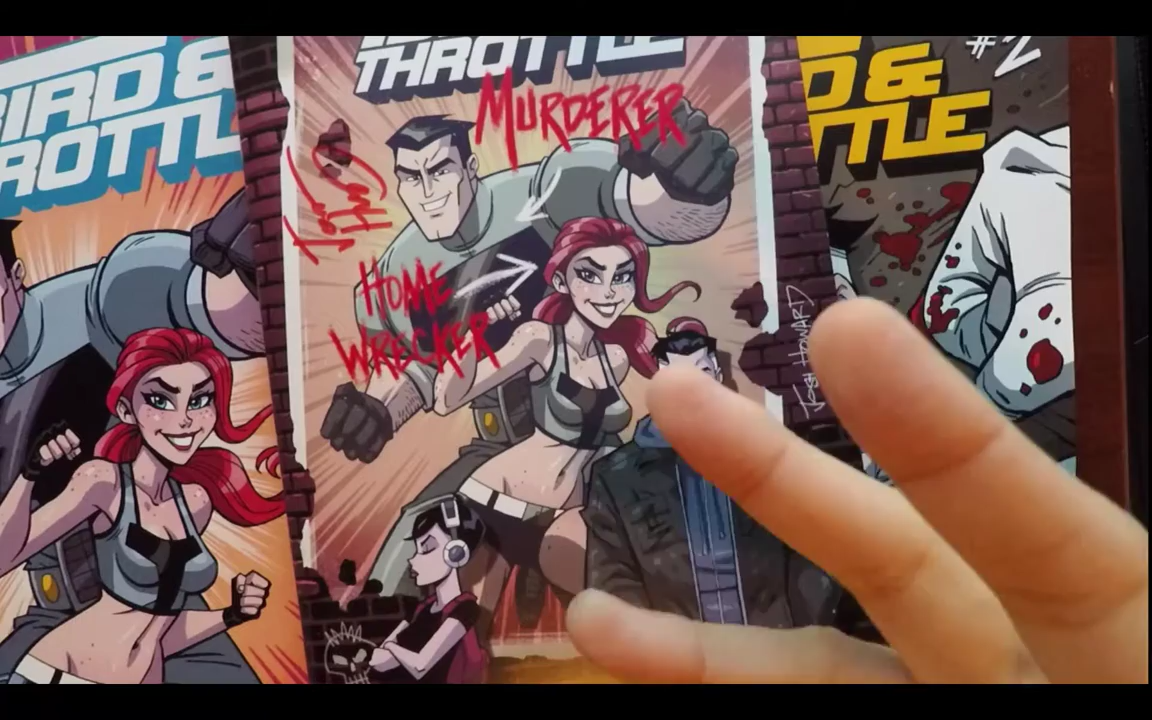 BIRD &
THROTTLE
MURDERER
HOME
WRECKER
JOSH HOWARD
#2
D &
TTLE
ROTTL